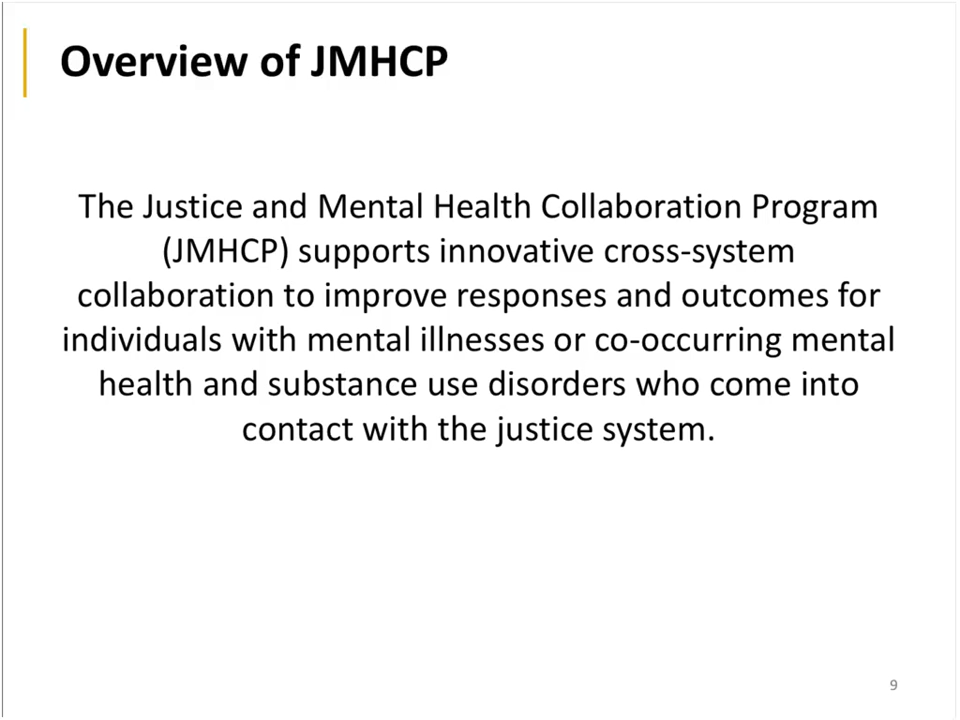 Overview of JMHCP
The Justice and Mental Health Collaboration Program
(JMHCP) supports innovative cross-system
collaboration to improve responses and outcomes for
individuals with mental illnesses or co-occurring mental
health and substance use disorders who come into
contact with the justice system.
9